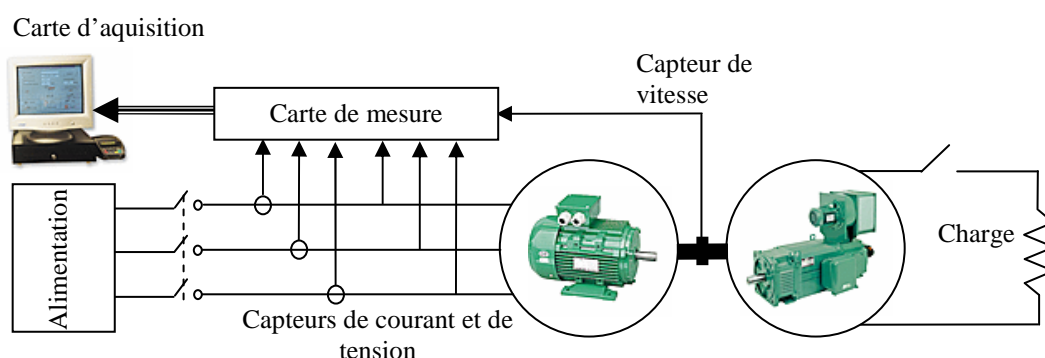 Carte d’aquisition
Capteur de
vitesse
Carte de mesure
Alimentation
Charge
Capteurs de courant et de
tension